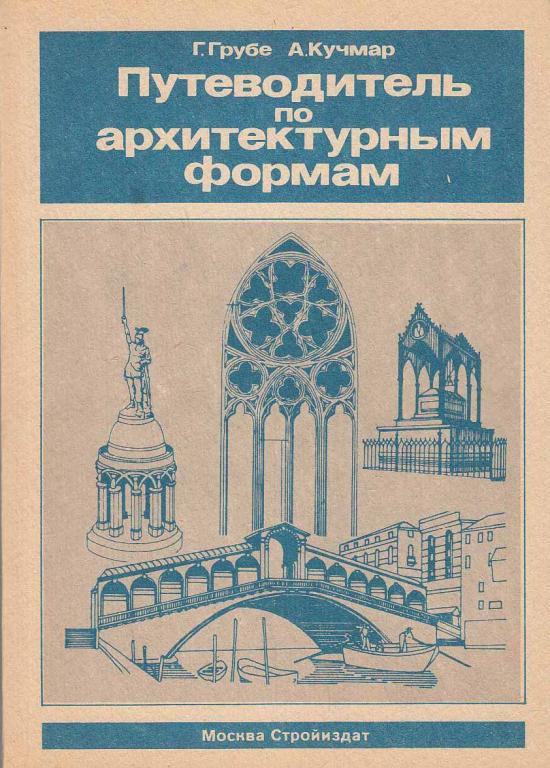 Г.Грубе А.Кучмар
Путеводитель
по
архитектурным
формам
Москва Стройиздат